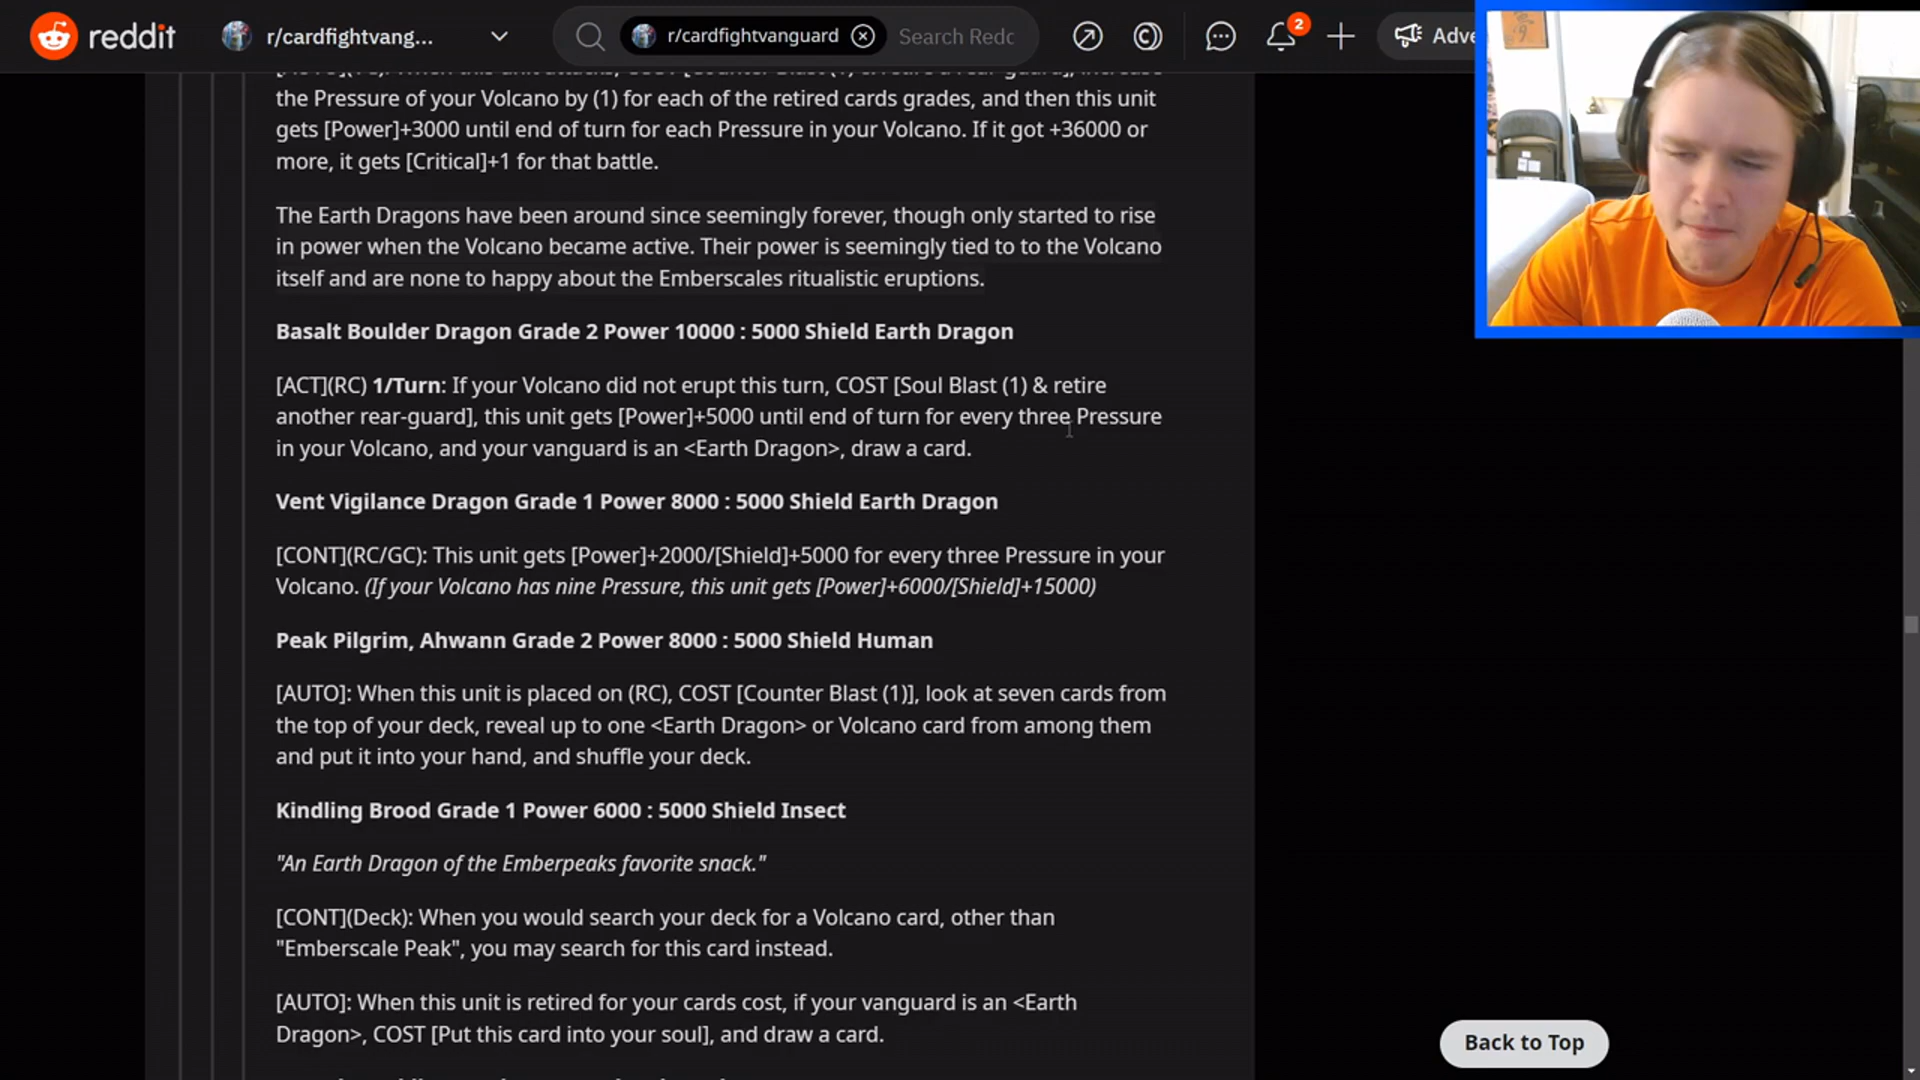 reddit
r/cardfightvang...
r/cardfightvanguard
Search Redc
2
Adve
the Pressure of your Volcano by (1) for each of the retired cards grades, and then this unit
gets [Power]+3000 until end of turn for each Pressure in your Volcano. If it got +36000 or
more, it gets [Critical]+1 for that battle.
The Earth Dragons have been around since seemingly forever, though only started to rise
in power when the Volcano became active. Their power is seemingly tied to to the Volcano
itself and are none to happy about the Emberscales ritualistic eruptions.
Basalt Boulder Dragon Grade 2 Power 10000 : 5000 Shield Earth Dragon
[ACT](RC) 1/Turn: If your Volcano did not erupt this turn, COST [Soul Blast (1) & retire
another rear-guard], this unit gets [Power]+5000 until end of turn for every three Pressure
in your Volcano, and your vanguard is an <Earth Dragon>, draw a card.
Vent Vigilance Dragon Grade 1 Power 8000 : 5000 Shield Earth Dragon
[CONT](RC/GC): This unit gets [Power]+2000/[Shield]+5000 for every three Pressure in your
Volcano. (If your Volcano has nine Pressure, this unit gets [Power]+6000/[Shield]+15000)
Peak Pilgrim, Ahwann Grade 2 Power 8000 : 5000 Shield Human
[AUTO]: When this unit is placed on (RC), COST [Counter Blast (1)], look at seven cards from
the top of your deck, reveal up to one <Earth Dragon> or Volcano card from among them
and put it into your hand, and shuffle your deck.
Kindling Brood Grade 1 Power 6000 : 5000 Shield Insect
"An Earth Dragon of the Emberpeaks favorite snack."
[CONT](Deck): When you would search your deck for a Volcano card, other than
"Emberscale Peak", you may search for this card instead.
[AUTO]: When this unit is retired for your cards cost, if your vanguard is an <Earth
Dragon>, COST [Put this card into your soul], and draw a card.
Back to Top